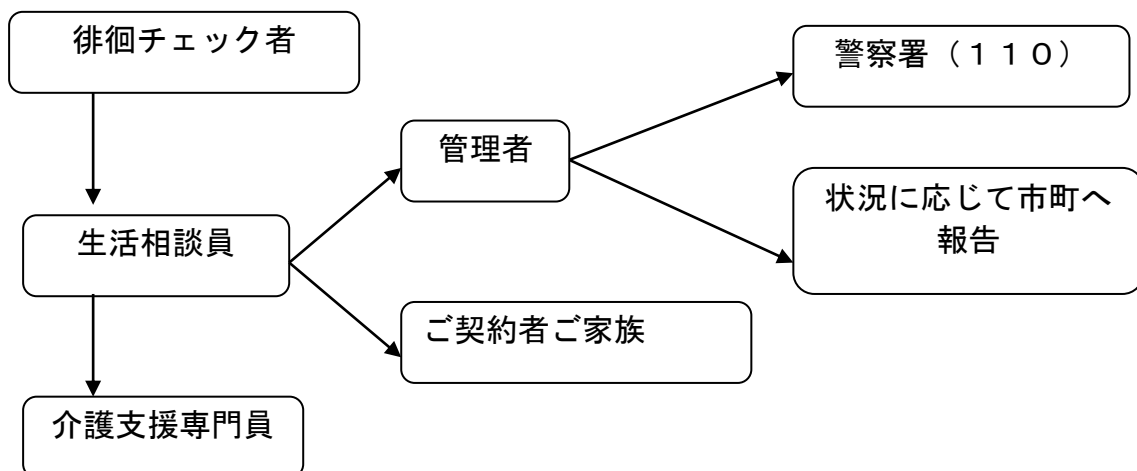 徘徊チェック者
警察署（１１０）
管理者
状況に応じて市町へ
報告
生活相談員
ご契約者ご家族
介護支援専門員